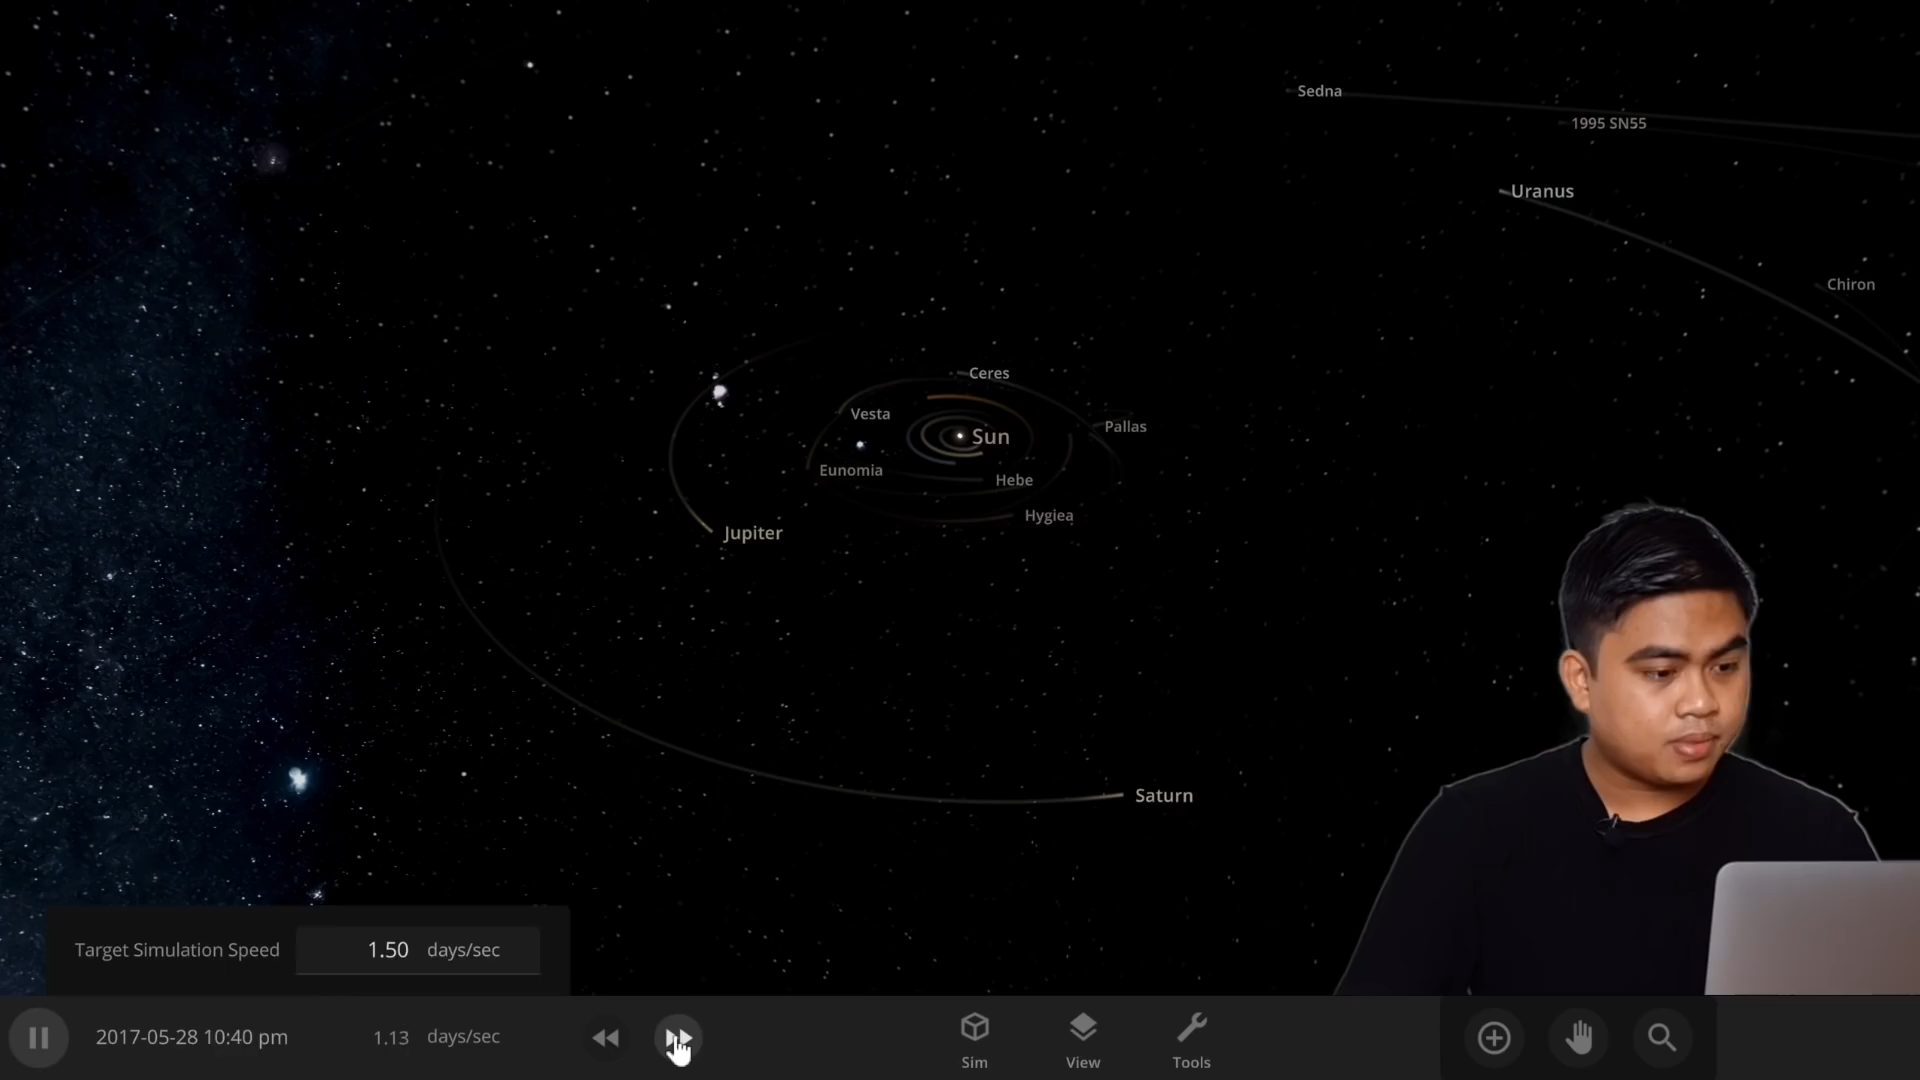 Sedna
1995 SN55
Uranus
Chiron
Ceres
Vesta
Pallas
Sun
Eunomia
Hebe
Hygiea
Jupiter
Saturn
Target Simulation Speed 1.50 days/sec
2017-05-28 10:40 pm 1.13 days/sec
Sim View Tools